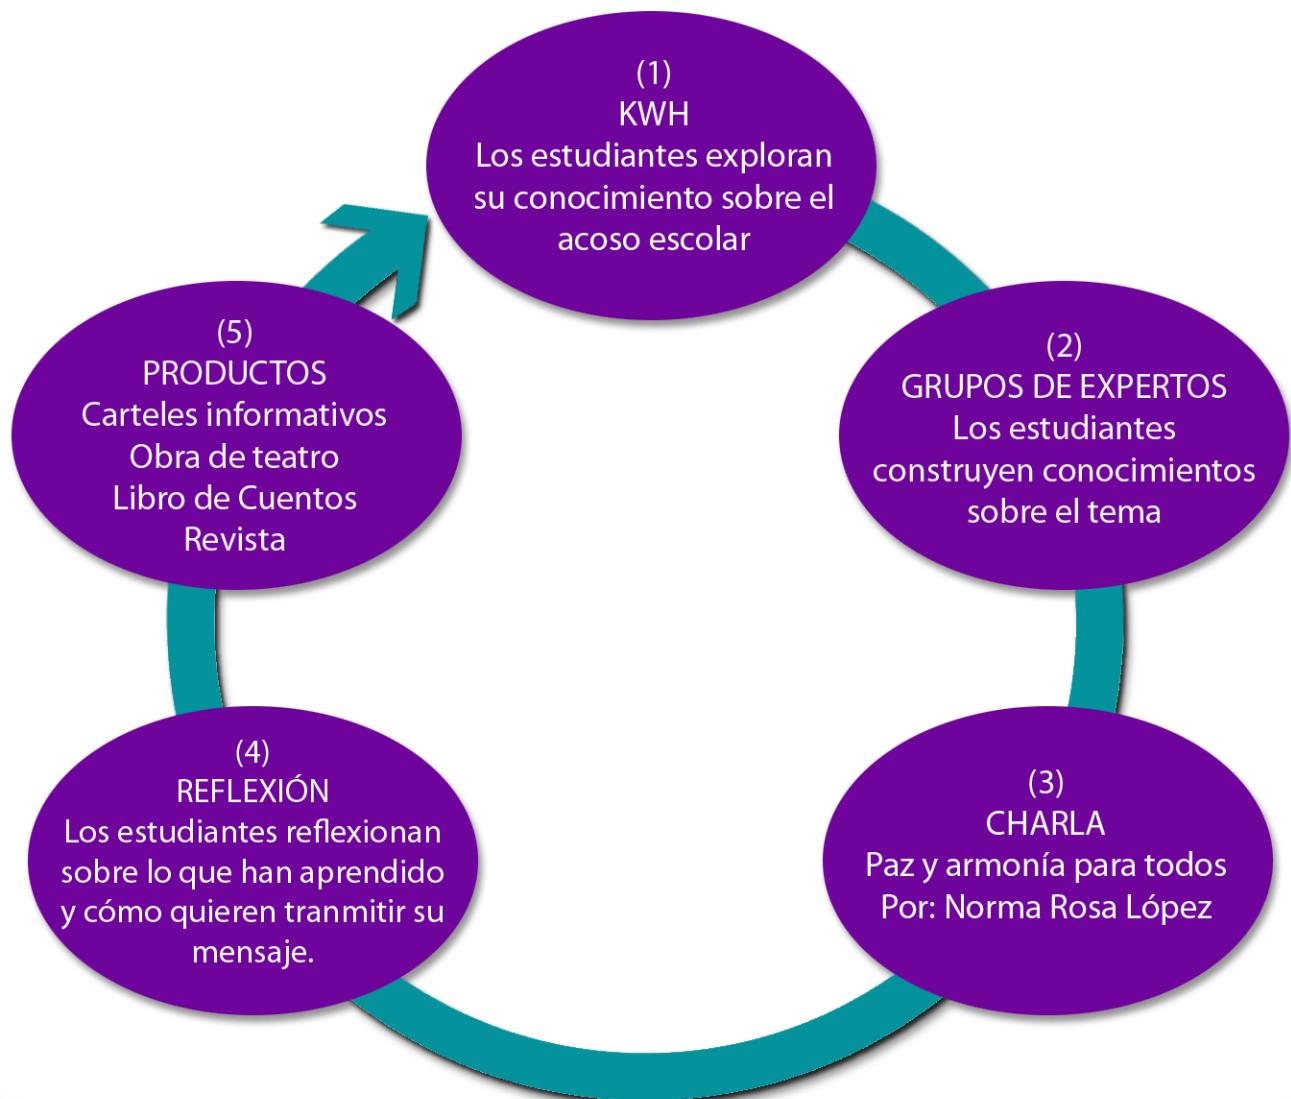 (1)
KWH
Los estudiantes exploran
su conocimiento sobre el
acoso escolar
(2)
GRUPOS DE EXPERTOS
Los estudiantes
construyen conocimientos
sobre el tema
(3)
CHARLA
Paz y armonía para todos
Por: Norma Rosa López
(4)
REFLEXIÓN
Los estudiantes reflexionan
sobre lo que han aprendido
y cómo quieren tranmitir su
mensaje.
(5)
PRODUCTOS
Carteles informativos
Obra de teatro
Libro de Cuentos
Revista